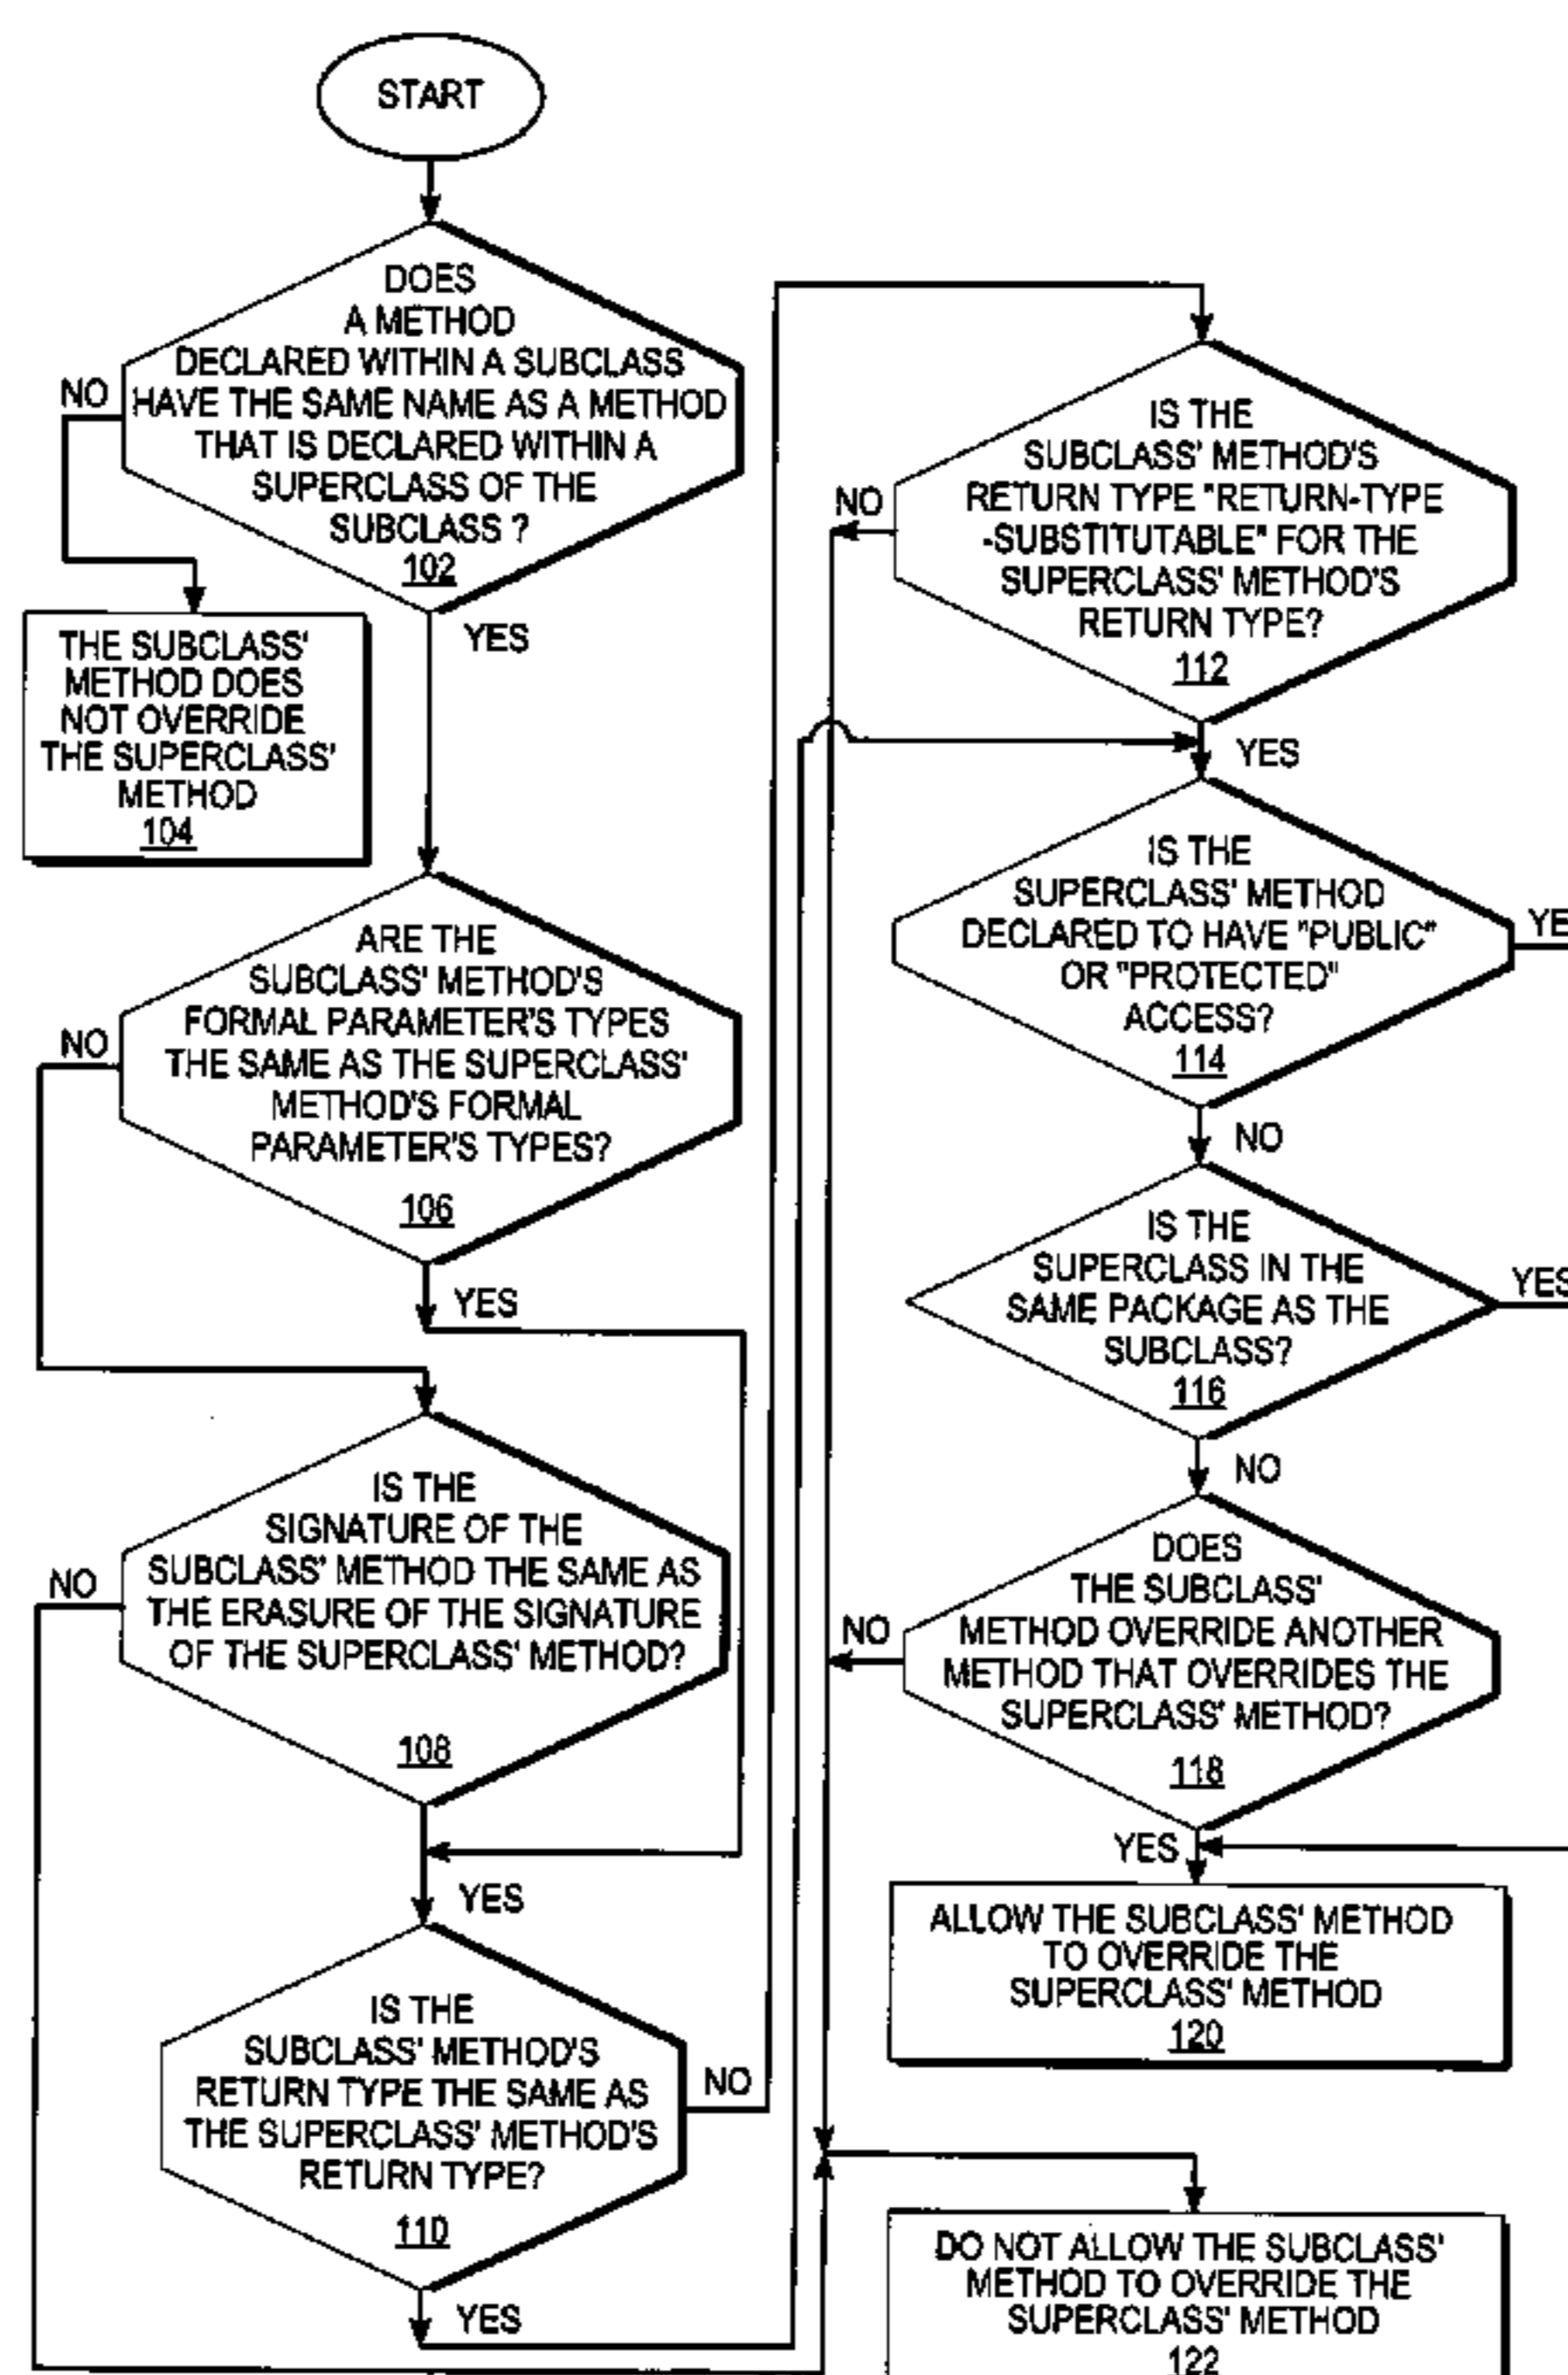 START
DOES
A METHOD
DECLARED WITHIN A SUBCLASS
HAVE THE SAME NAME AS A METHOD
THAT IS DECLARED WITHIN A
SUPERCLASS OF THE
SUBCLASS ?
102
NO
YES
THE SUBCLASS'
METHOD DOES
NOT OVERRIDE
THE SUPERCLASS'
METHOD
104
ARE THE
SUBCLASS' METHOD'S
FORMAL PARAMETER'S TYPES
THE SAME AS THE SUPERCLASS'
METHOD'S FORMAL
PARAMETER'S TYPES?
106
NO
YES
IS THE
SIGNATURE OF THE
SUBCLASS' METHOD THE SAME AS
THE ERASURE OF THE SIGNATURE
OF THE SUPERCLASS' METHOD?
108
NO
YES
IS THE
SUBCLASS' METHOD'S
RETURN TYPE THE SAME AS
THE SUPERCLASS' METHOD'S
RETURN TYPE?
110
NO
YES
IS THE
SUBCLASS' METHOD'S
RETURN TYPE "RETURN-TYPE
-SUBSTITUTABLE" FOR THE
SUPERCLASS' METHOD'S
RETURN TYPE?
112
NO
YES
IS THE
SUPERCLASS' METHOD
DECLARED TO HAVE "PUBLIC"
OR "PROTECTED"
ACCESS?
114
YE
NO
IS THE
SUPERCLASS IN THE
SAME PACKAGE AS THE
SUBCLASS?
116
YES
NO
DOES
THE SUBCLASS'
METHOD OVERRIDE ANOTHER
METHOD THAT OVERRIDES THE
SUPERCLASS' METHOD?
118
NO
YES
ALLOW THE SUBCLASS' METHOD
TO OVERRIDE THE
SUPERCLASS' METHOD
120
DO NOT ALLOW THE SUBCLASS'
METHOD TO OVERRIDE THE
SUPERCLASS' METHOD
122